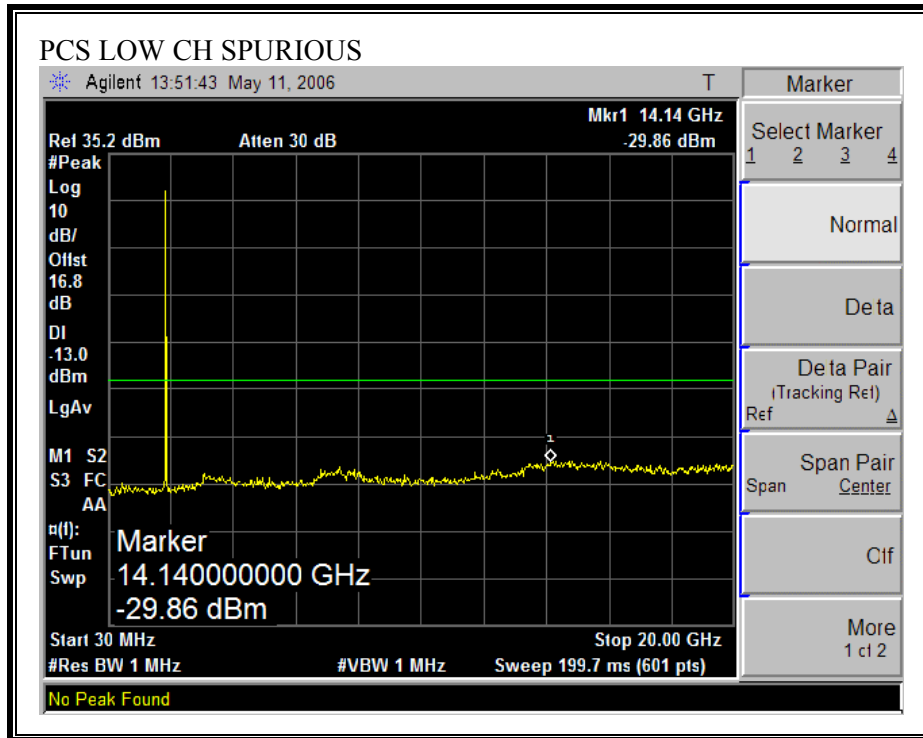 PCS LOW CH SPURIOUS
Agilent 13:51:43 May 11, 2006 T
Mkr1 14.14 GHz
Ref 35.2 dBm Atten 30 dB -29.86 dBm
#Peak
Log
10
dB/
Offst
16.8
dB
DI
-13.0
dBm
LgAv
M1 S2
S3 FC
AA
¤(f):
FTun
Swp
1
Marker
14.140000000 GHz
-29.86 dBm
Start 30 MHz Stop 20.00 GHz
#Res BW 1 MHz #VBW 1 MHz Sweep 199.7 ms (601 pts)
No Peak Found
Marker
Select Marker
1 2 3 4
Normal
Delta
Delta Pair
(Tracking Ref)
Ref Δ
Span Pair
Span Center
Off
More
1 of 2